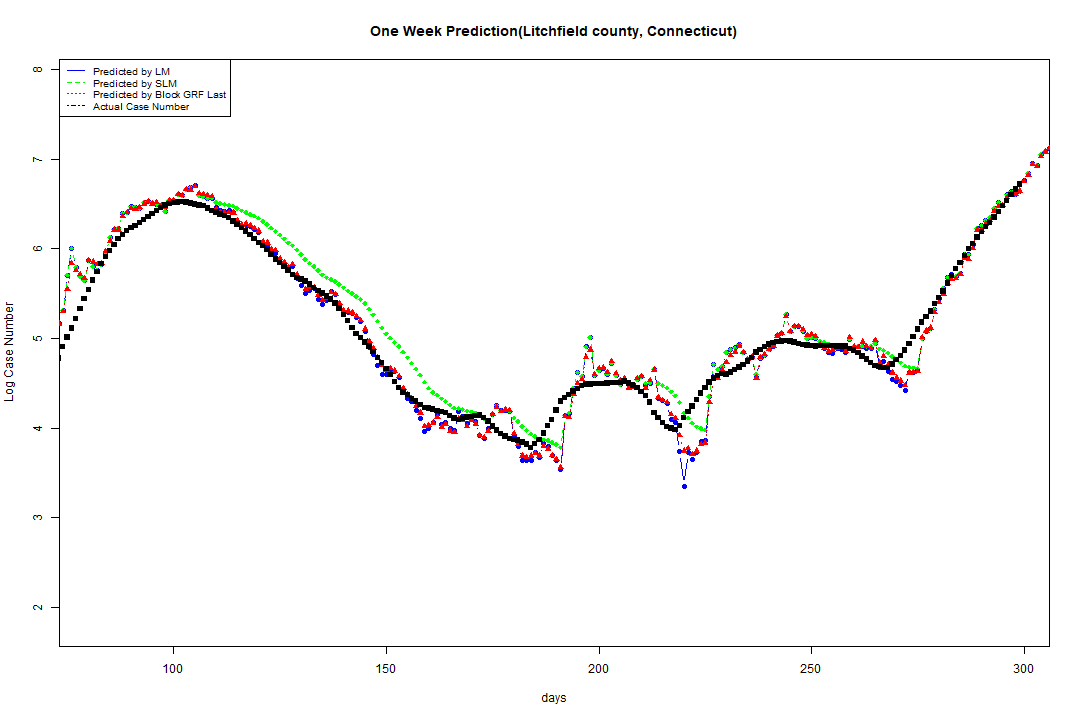 One Week Prediction(Litchfield county, Connecticut)
Predicted by LM
Predicted by SLM
Predicted by Block GRF Last
Actual Case Number
8
7
6
5
4
3
2
Log Case Number
100 150 200 250 300
days